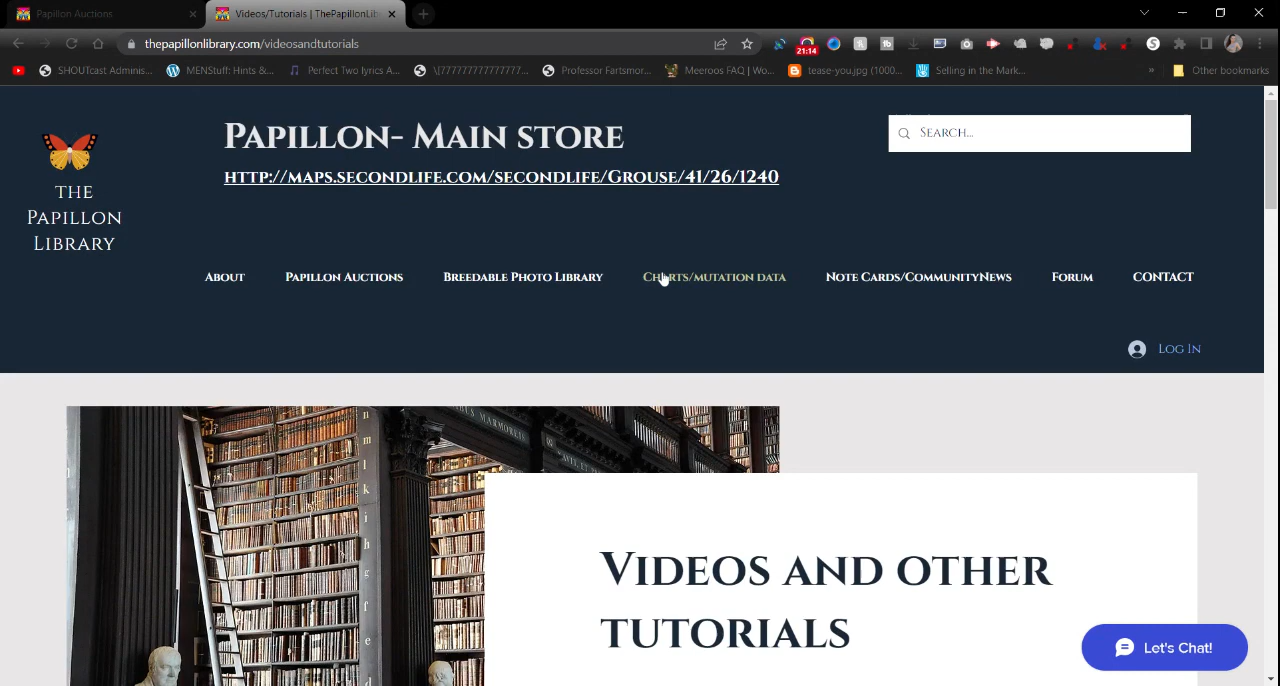 Papillon Auctions
Videos/Tutorials | ThePapillonLib
thepapillonlibrary.com/videosandtutorials
21:14
SHOUTcast Adminis...
MENStuff: Hints &...
Perfect Two lyrics A...
\[777777777777...
Professor Fartsmor...
Meeroos FAQ | Wo...
tease-you.jpg (1000...
Selling in the Mark...
»
Other bookmarks
Papillon- Main store
Search...
http://maps.secondlife.com/secondlife/Grouse/41/26/1240
The
Papillon
Library
About
Papillon Auctions
Breedable Photo Library
Charts/mutation data
Note Cards/CommunityNews
Forum
CONTACT
Log In
Videos and other
tutorials
Let's Chat!